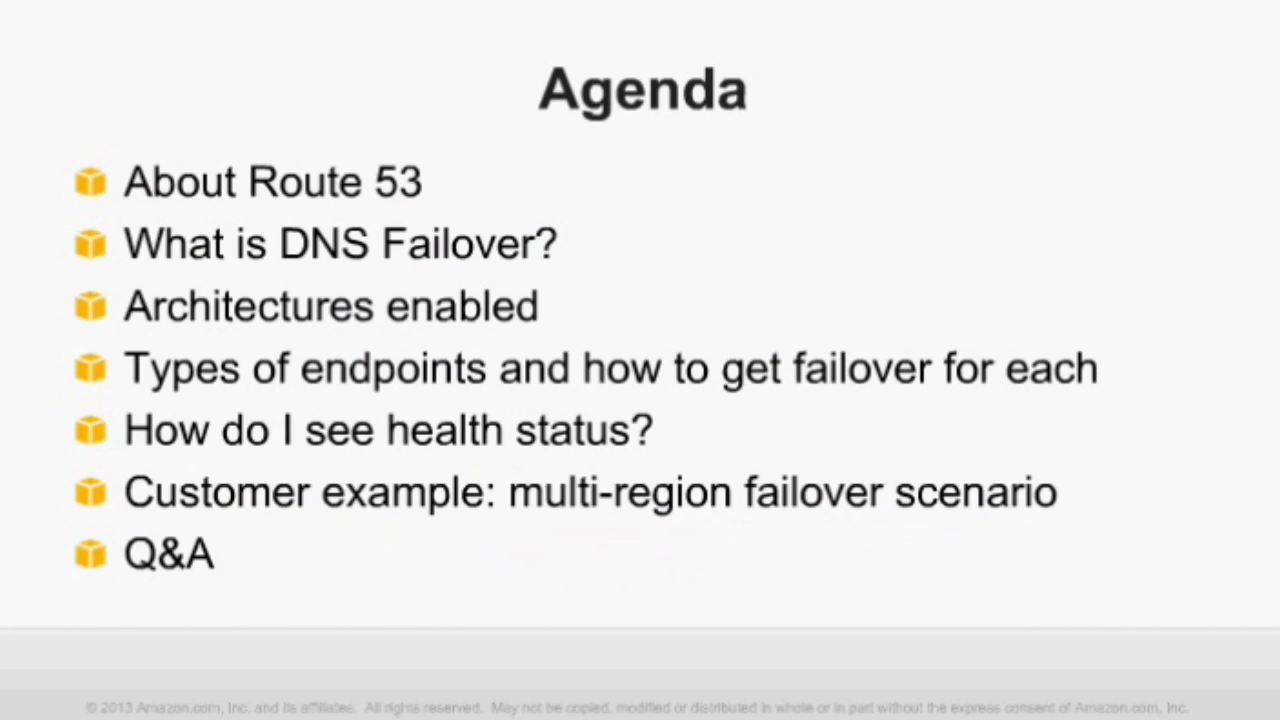 Agenda
About Route 53
What is DNS Failover?
Architectures enabled
Types of endpoints and how to get failover for each
How do I see health status?
Customer example: multi-region failover scenario
Q&A
© 2013 Amazon.com, Inc. and its affiliates. All rights reserved. May not be copied, modified or distributed in whole or in part without the express consent of Amazon.com, Inc.